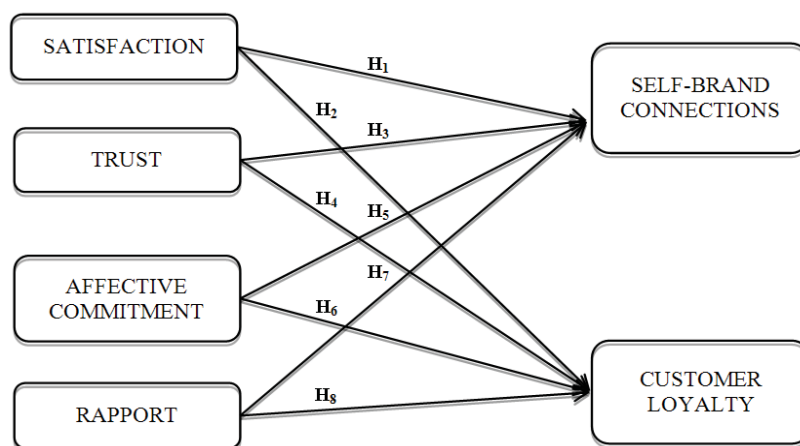 SATISFACTION
H₁
SELF-BRAND
CONNECTIONS
H₂
H₃
TRUST
H₄
H₅
H₇
AFFECTIVE
COMMITMENT
H₆
CUSTOMER
LOYALTY
H₈
RAPPORT